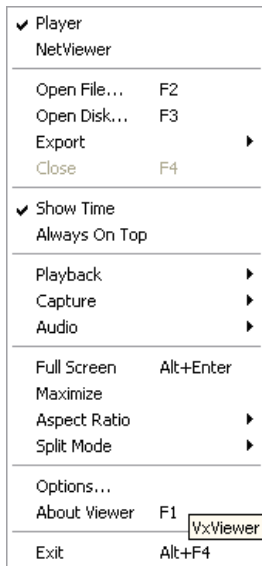 Player
NetViewer
Open File... F2
Open Disk... F3
Export
Close F4
Show Time
Always On Top
Playback
Capture
Audio
Full Screen Alt+Enter
Maximize
Aspect Ratio
Split Mode
Options...
About Viewer F1
VxViewer
Exit Alt+F4